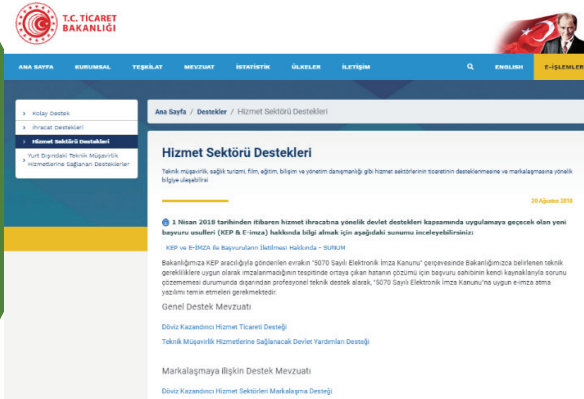 T.C. TİCARET
BAKANLIĞI
ANA SAYFA KURUMSAL TEŞKİLAT MEVZUAT İSTATİSTİK ÜLKELER İLETİŞİM ENGLISH E-İŞLEMLER
Kolay Destek
İhracat Destekleri
Hizmet Sektörü Destekleri
Yurt Dışındaki Teknik Müşavirlik
Hizmetlerine Sağlanan Destekler
Ana Sayfa / Destekler / Hizmet Sektörü Destekleri
Hizmet Sektörü Destekleri
Teknik müşavirlik, sağlık turizmi, film, eğitim, bilişim ve yönetim danışmanlığı gibi hizmet sektörlerinin ticaretinin desteklenmesine ve markalaşmasına yönelik
bilgiye ulaşabilirsi
28 Ağustos 2018
1 Nisan 2018 tarihinden itibaren hizmet ihracatına yönelik devlet destekleri kapsamında uygulamaya geçecek olan yeni
başvuru usulleri (KEP & E-imza) hakkında bilgi almak için aşağıdaki sunumu inceleyebilirsiniz:
KEP ve E-İMZA ile Başvuruların İletilmesi Hakkında - SUNUM
Bakanlığımıza KEP aracılığıyla gönderilen evrakın "5070 Sayılı Elektronik İmza Kanunu" çerçevesinde Bakanlığımızca belirlenen teknik
gerekliliklere uygun olarak imzalanmadığının tespitinde ortaya çıkan hatanın çözümü için başvuru sahibinin kendi kaynaklarıyla sorunu
çözememesi durumunda dışarından profesyonel teknik destek alarak, "5070 Sayılı Elektronik İmza Kanunu"na uygun e-imza atma
yazılımı temin etmeleri gerekmektedir.
Genel Destek Mevzuatı
Döviz Kazandırıcı Hizmet Ticareti Desteği
Teknik Müşavirlik Hizmetlerine Sağlanacak Devlet Yardımları Desteği
Markalaşmaya İlişkin Destek Mevzuatı
Döviz Kazandırıcı Hizmet Sektörleri Markalaşma Desteği